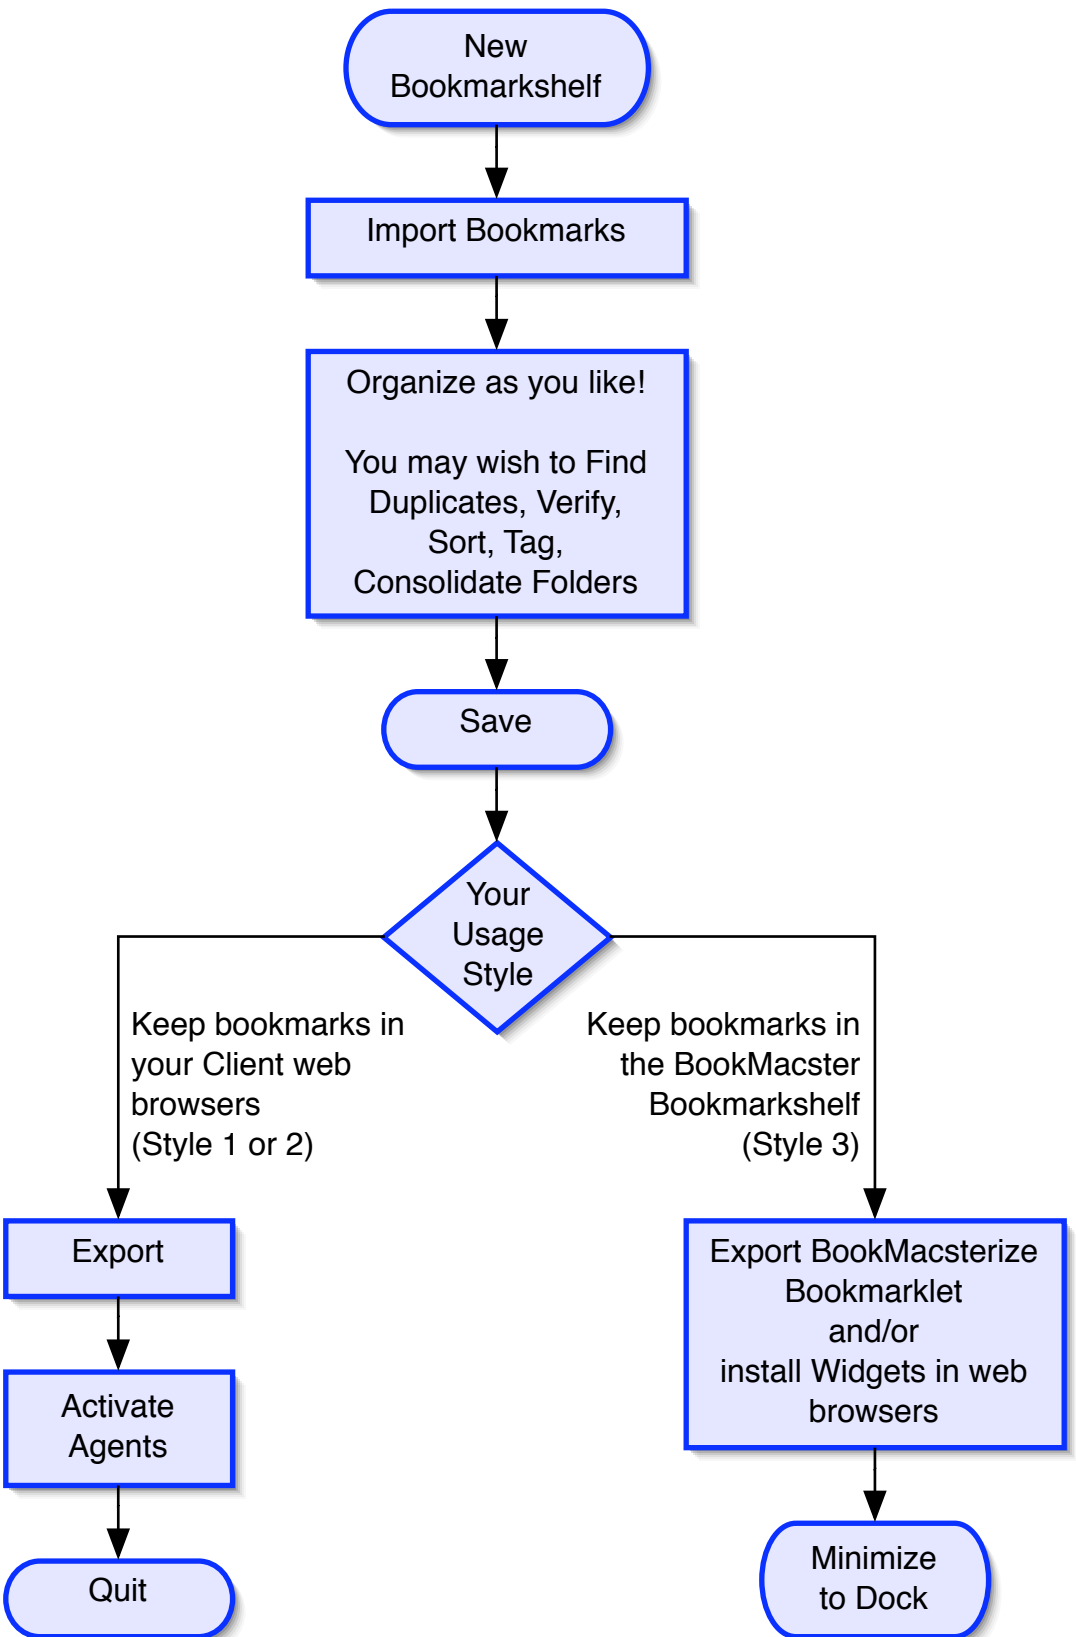 New
Bookmarkshelf
Import Bookmarks
Organize as you like!
You may wish to Find
Duplicates, Verify,
Sort, Tag,
Consolidate Folders
Save
Your
Usage
Style
Keep bookmarks in
your Client web
browsers
(Style 1 or 2)
Keep bookmarks in
the BookMacster
Bookmarkshelf
(Style 3)
Export
Activate
Agents
Quit
Export BookMacsterize
Bookmarklet
and/or
install Widgets in web
browsers
Minimize
to Dock